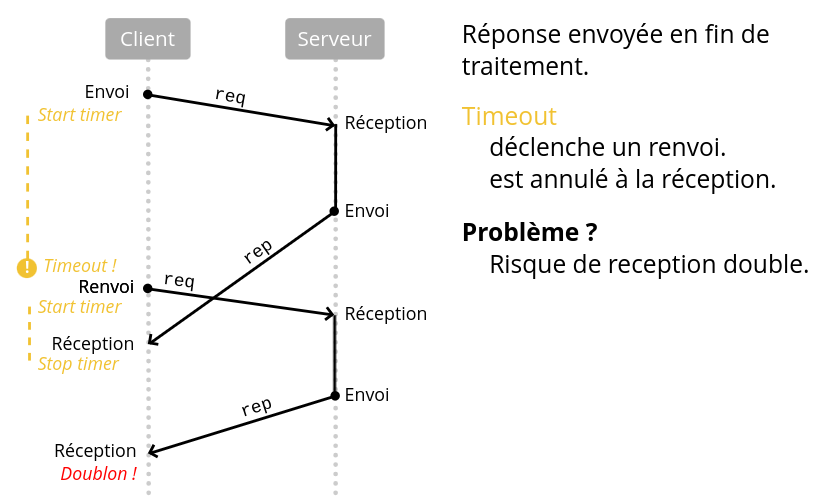 Client
Serveur
Réponse envoyée en fin de
traitement.
Timeout
déclenche un renvoi.
est annulé à la réception.
Problème ?
Risque de reception double.
Envoi
req
Start timer
Réception
Envoi
rep
Timeout !
!
Renvoi
req
Start timer
Réception
Réception
Stop timer
Envoi
rep
Réception
Doublon !